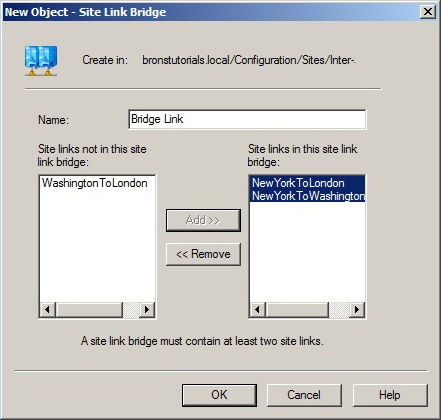 New Object - Site Link Bridge
Create in: bronstutorials.local/Configuration/Sites/Inter-
Name: Bridge Link
Site links not in this site
link bridge:
Site links in this site link
bridge:
WashingtonToLondon
NewYorkToLondon
NewYorkToWashington
Add >>
<< Remove
A site link bridge must contain at least two site links.
OK
Cancel
Help